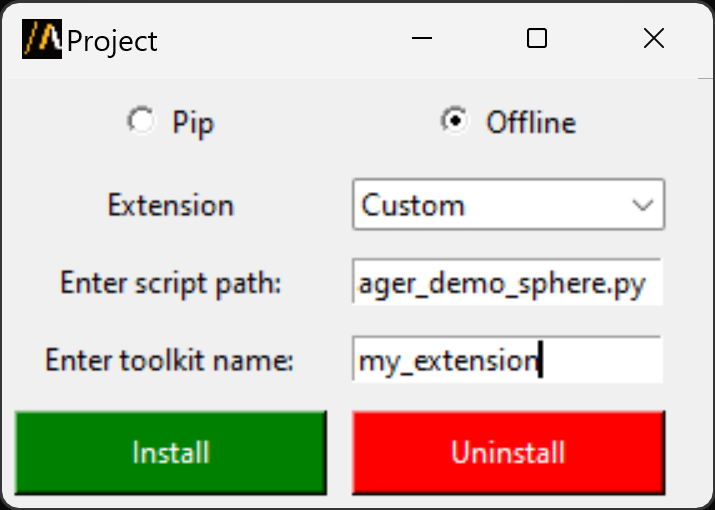 Project
Pip
Offline
Extension
Custom
Enter script path:
ager_demo_sphere.py
Enter toolkit name:
my_extension
Install
Uninstall